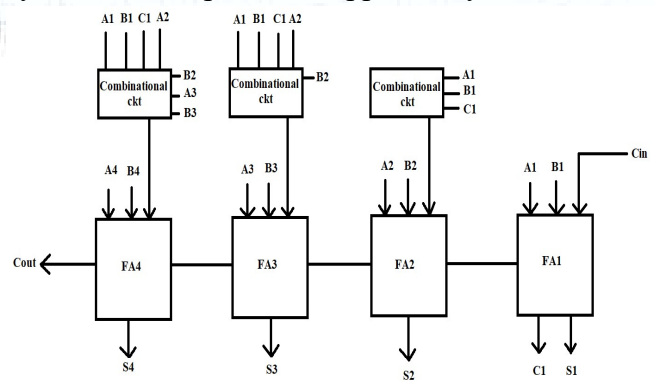 A1 B1 C1 A2
A1 B1 C1 A2
Combinational
ckt
B2
A3
B3
Combinational
ckt
B2
Combinational
ckt
A1
B1
C1
A4 B4
A3 B3
A2 B2
A1 B1
Cin
Cout
FA4
FA3
FA2
FA1
S4
S3
S2
C1 S1